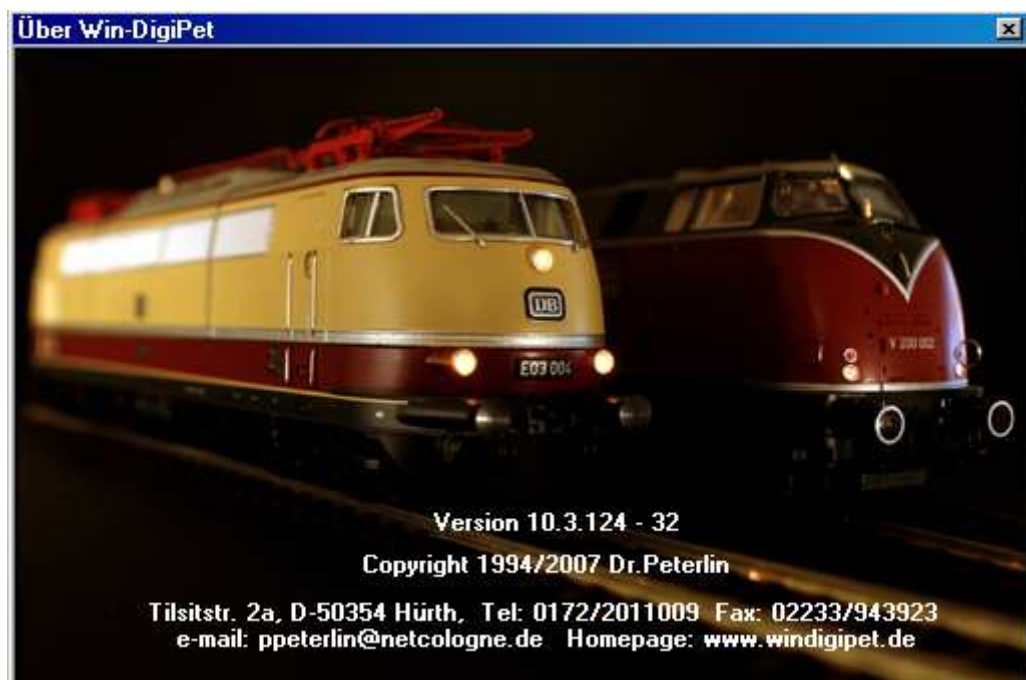 Über Win-DigiPet
DB
E03 004
V 200 002
Version 10.3.124 - 32
Copyright 1994/2007 Dr.Peterlin
Tilsitstr. 2a, D-50354 Hürth, Tel: 0172/2011009 Fax: 02233/943923
e-mail: ppeterlin@netcologne.de Homepage: www.windigipet.de